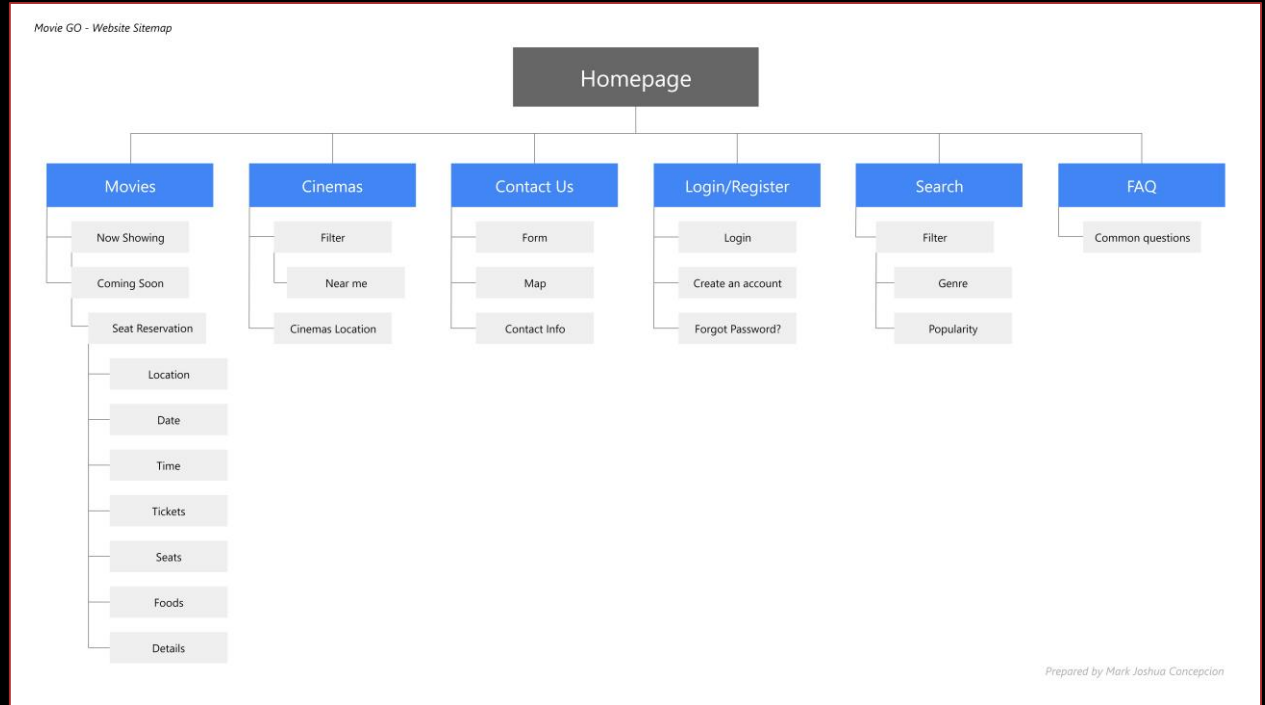 Movie GO - Website Sitemap
Homepage
Movies
Now Showing
Coming Soon
Seat Reservation
Location
Date
Time
Tickets
Seats
Foods
Details
Cinemas
Filter
Near me
Cinemas Location
Contact Us
Form
Map
Contact Info
Login/Register
Login
Create an account
Forgot Password?
Search
Filter
Genre
Popularity
FAQ
Common questions
Prepared by Mark Joshua Concepcion